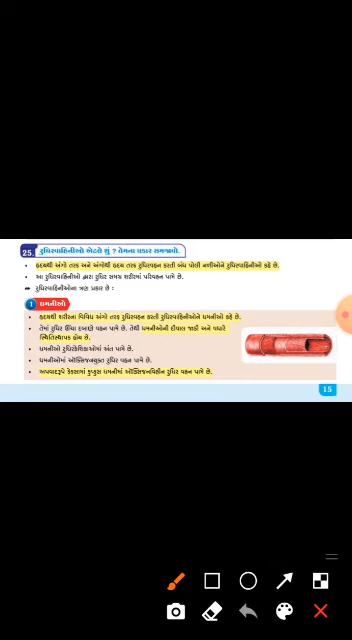 25. રુધિરવાહિનીઓ એટલે શું ? તેમના પ્રકાર સમજાવો.
• હૃદયથી અંગો તરફ અને અંગોથી હૃદય તરફ રુધિરવહન કરતી બંધ પોલી નળીઓને રુધિરવાહિનીઓ કહે છે.
• આ રુધિરવાહિનીઓ દ્વારા રુધિર સમગ્ર શરીરમાં પરિવહન પામે છે.
➡ રુધિરવાહિનીઓના ત્રણ પ્રકાર છે :
1 ધમનીઓ
• હૃદયથી શરીરના વિવિધ અંગો તરફ રુધિરવહન કરતી રુધિરવાહિનીઓને ધમનીઓ કહે છે.
• તેમાં રુધિર ઊંચા દબાણે વહન પામે છે. તેથી ધમનીઓની દીવાલ જાડી અને વધારે
સ્થિતિસ્થાપક હોય છે.
• ધમનીઓ રુધિરકેશિકાઓમાં અંત પામે છે.
• ધમનીઓમાં ઑક્સિજનયુક્ત રુધિર વહન પામે છે.
• અપવાદરૂપે ફેફસામાં ફુપ્ફુસ ધમનીમાં ઑક્સિજનવિહીન રુધિર વહન પામે છે.
15